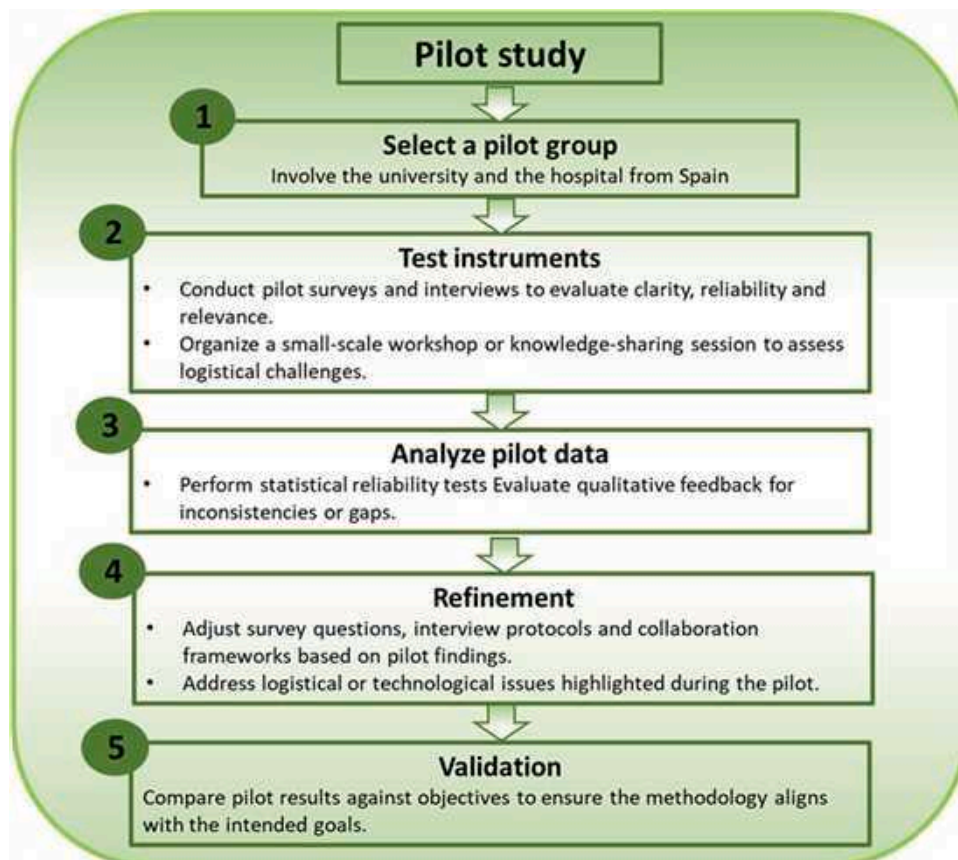 Pilot study
1
Select a pilot group
Involve the university and the hospital from Spain
2
Test instruments
• Conduct pilot surveys and interviews to evaluate clarity, reliability and
relevance.
• Organize a small-scale workshop or knowledge-sharing session to assess
logistical challenges.
3
Analyze pilot data
• Perform statistical reliability tests Evaluate qualitative feedback for
inconsistencies or gaps.
4
Refinement
• Adjust survey questions, interview protocols and collaboration
frameworks based on pilot findings.
• Address logistical or technological issues highlighted during the pilot.
5
Validation
Compare pilot results against objectives to ensure the methodology aligns
with the intended goals.